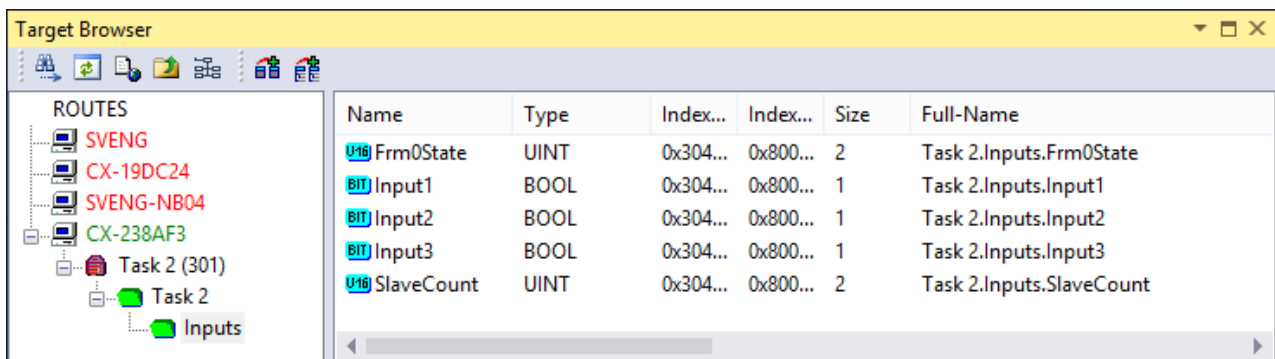 Target Browser
ROUTES
SVENG
CX-19DC24
SVENG-NB04
CX-238AF3
Task 2 (301)
Task 2
Inputs
Name Type Index... Index... Size Full-Name
U16 Frm0State UINT 0x304... 0x800... 2 Task 2.Inputs.Frm0State
BIT Input1 BOOL 0x304... 0x800... 1 Task 2.Inputs.Input1
BIT Input2 BOOL 0x304... 0x800... 1 Task 2.Inputs.Input2
BIT Input3 BOOL 0x304... 0x800... 1 Task 2.Inputs.Input3
U16 SlaveCount UINT 0x304... 0x800... 2 Task 2.Inputs.SlaveCount